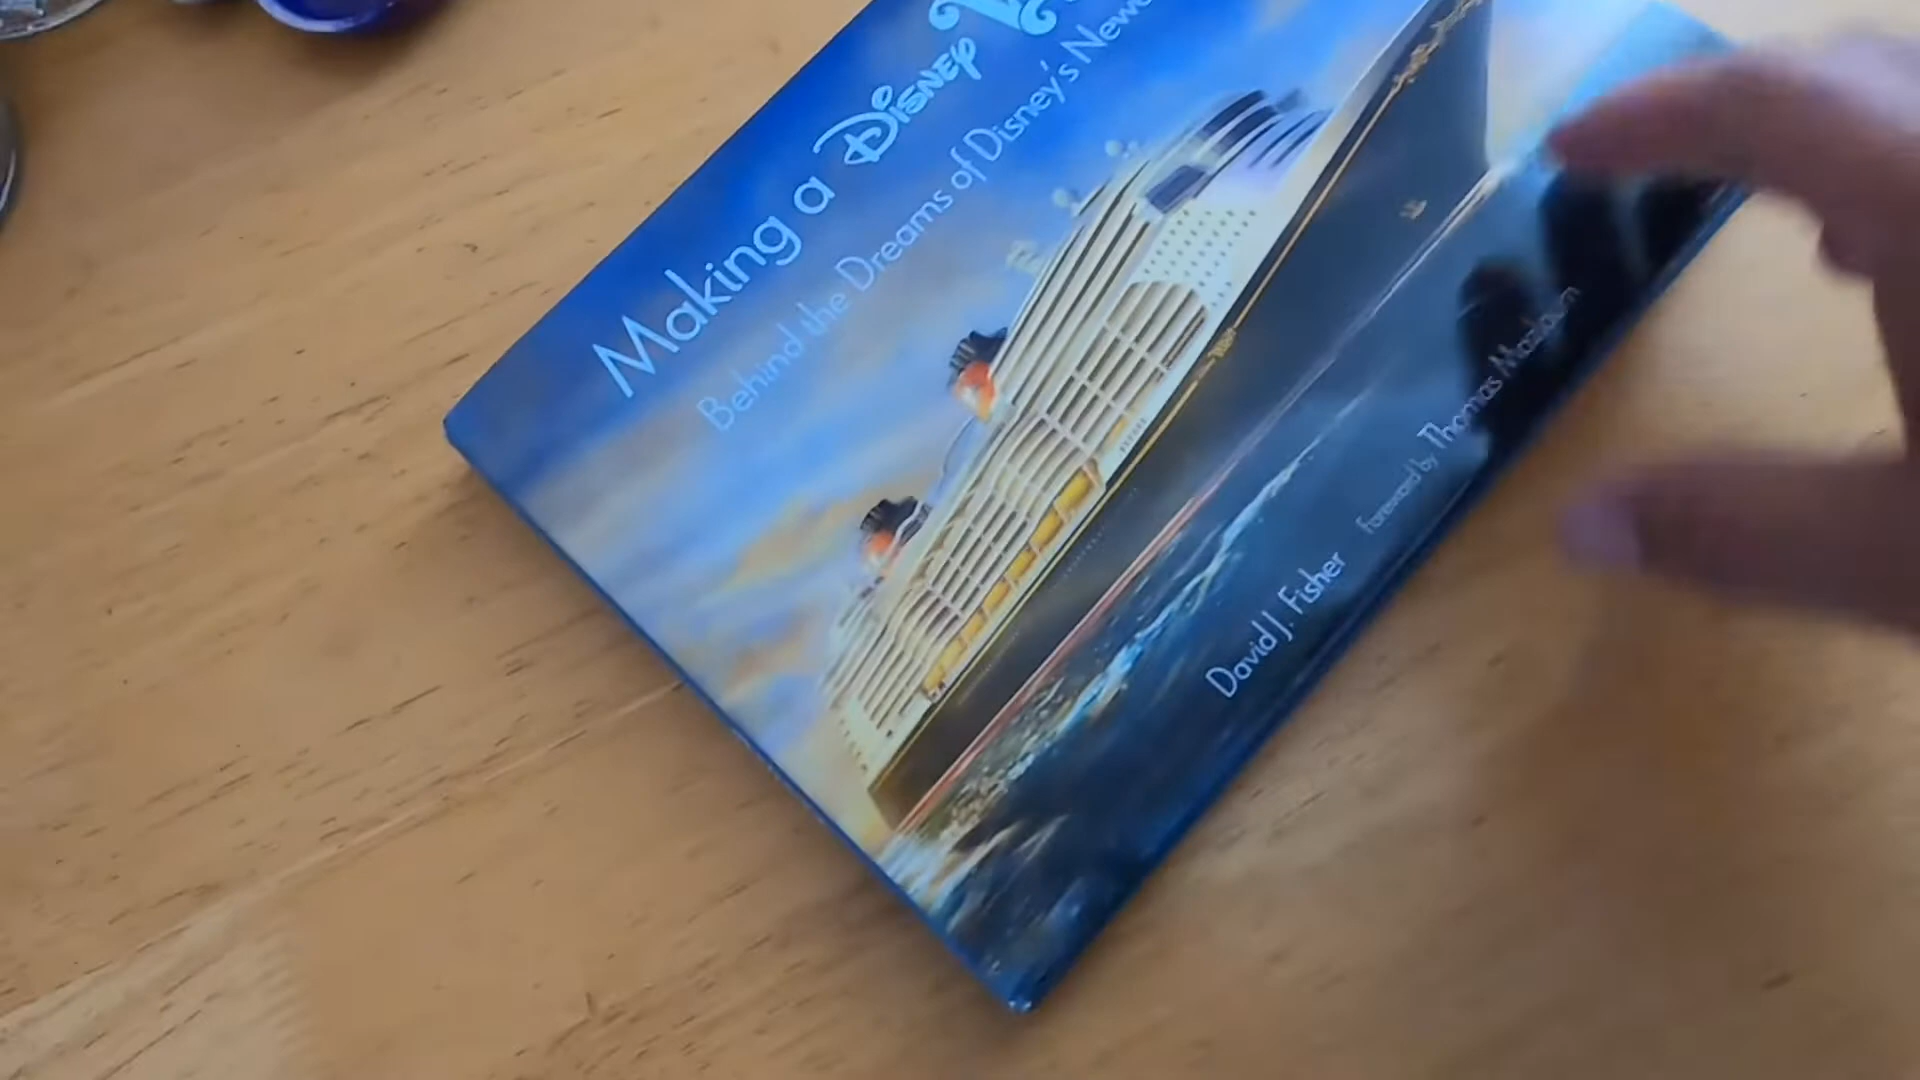 Making a Disney
Behind the Dreams of Disney's
David J. Fisher Foreword by Thomas